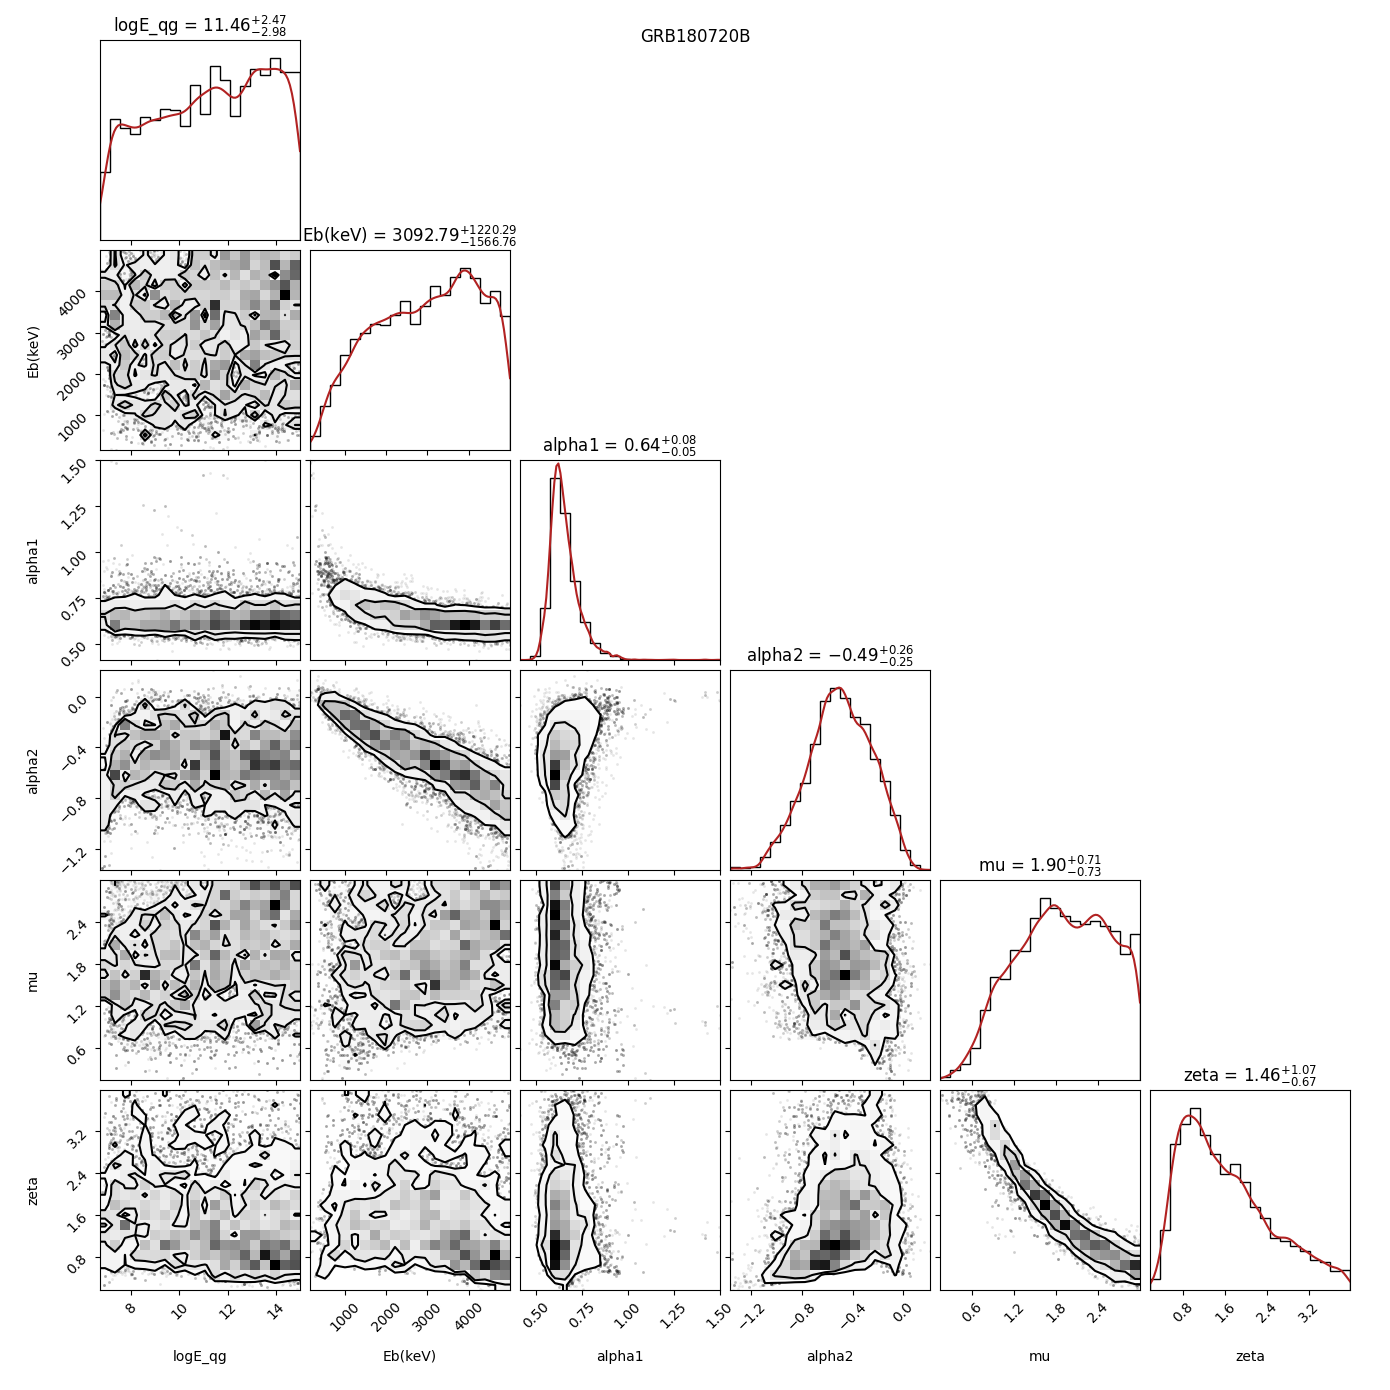 GRB180720B
logE_qg = 11.46+2.47−2.98
Eb(keV) = 3092.79+1220.29−1566.76
4000
3000
2000
1000
Eb(keV)
alpha1 = 0.64+0.08−0.05
1.50
1.25
1.00
0.75
0.50
alpha1
alpha2 = −0.49+0.26−0.25
0.0
−0.4
−0.8
−1.2
alpha2
mu = 1.90+0.71−0.73
2.4
1.8
1.2
0.6
mu
zeta = 1.46+1.07−0.67
3.2
2.4
1.6
0.8
zeta
8 10 12 14
1000 2000 3000 4000
0.50 0.75 1.00 1.25 1.50
−1.2 −0.8 −0.4 0.0
0.6 1.2 1.8 2.4
0.8 1.6 2.4 3.2
logE_qg
Eb(keV)
alpha1
alpha2
mu
zeta